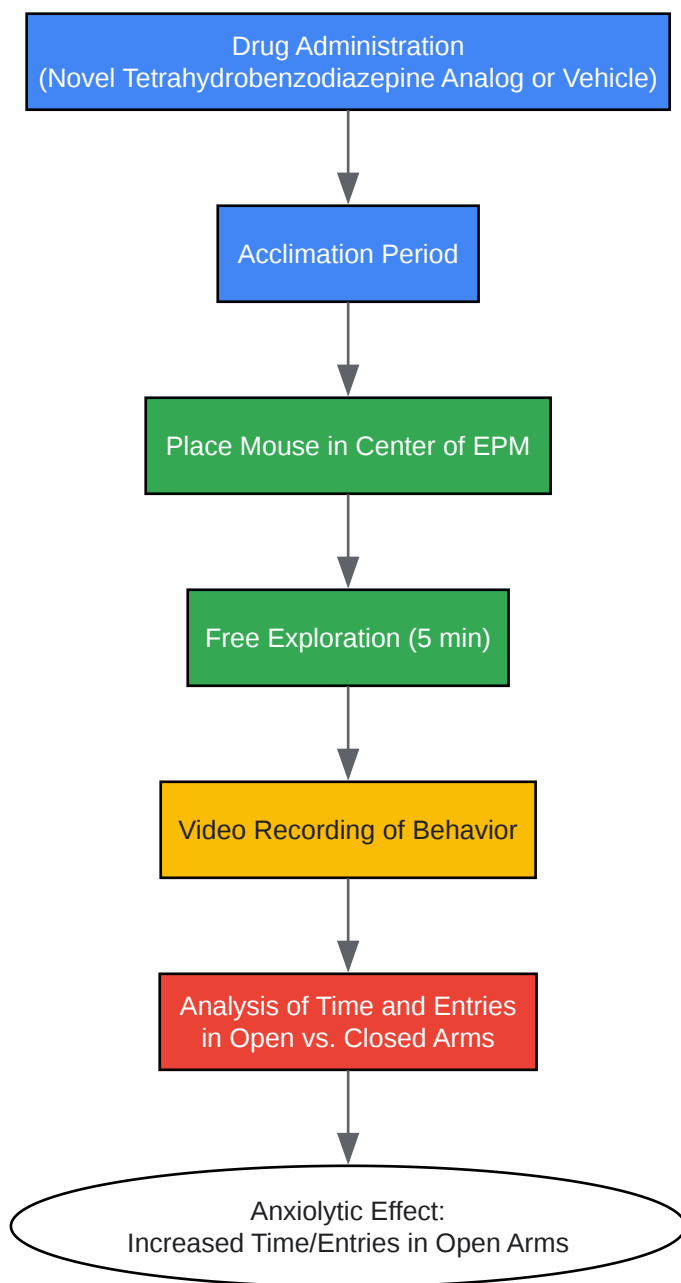 Drug Administration
(Novel Tetrahydrobenzodiazepine Analog or Vehicle)
Acclimation Period
Place Mouse in Center of EPM
Free Exploration (5 min)
Video Recording of Behavior
Analysis of Time and Entries
in Open vs. Closed Arms
Anxiolytic Effect:
Increased Time/Entries in Open Arms